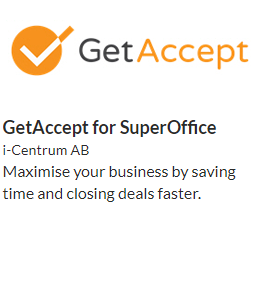 GetAccept
GetAccept for SuperOffice
i-Centrum AB
Maximise your business by saving
time and closing deals faster.